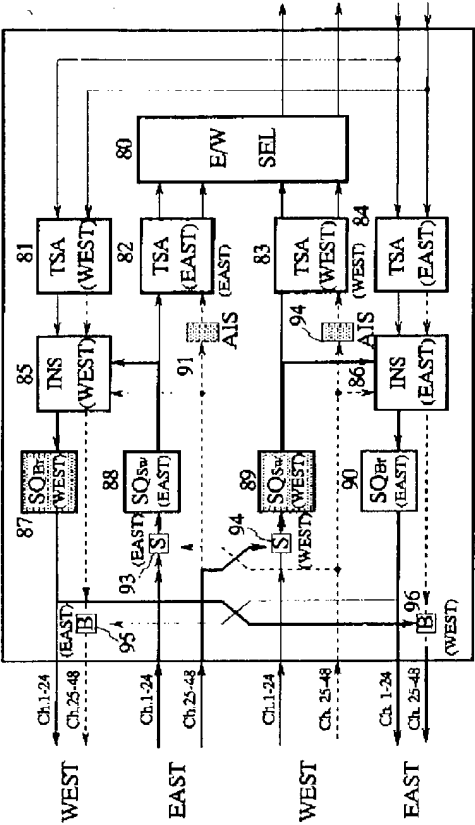 80
E/W
SEL
81
TSA
(WEST)
82
TSA
(EAST)
(EAST)
83
TSA
(WEST)
(WEST)
84
TSA
(EAST)
85
INS
(WEST)
91
AIS
94
AIS
86
INS
(EAST)
87
SQBr
(WEST)
88
SQSw
(EAST)
89
SQSw
(WEST)
90
SQBr
(EAST)
(EAST)
93
S
94
S
(WEST)
(EAST)
B
95
96
B
(WEST)
Ch.1-24
Ch.25-48
Ch.1-24
Ch.25-48
Ch.1-24
Ch. 25-48
Ch. 1-24
Ch. 25-48
WEST
EAST
WEST
EAST